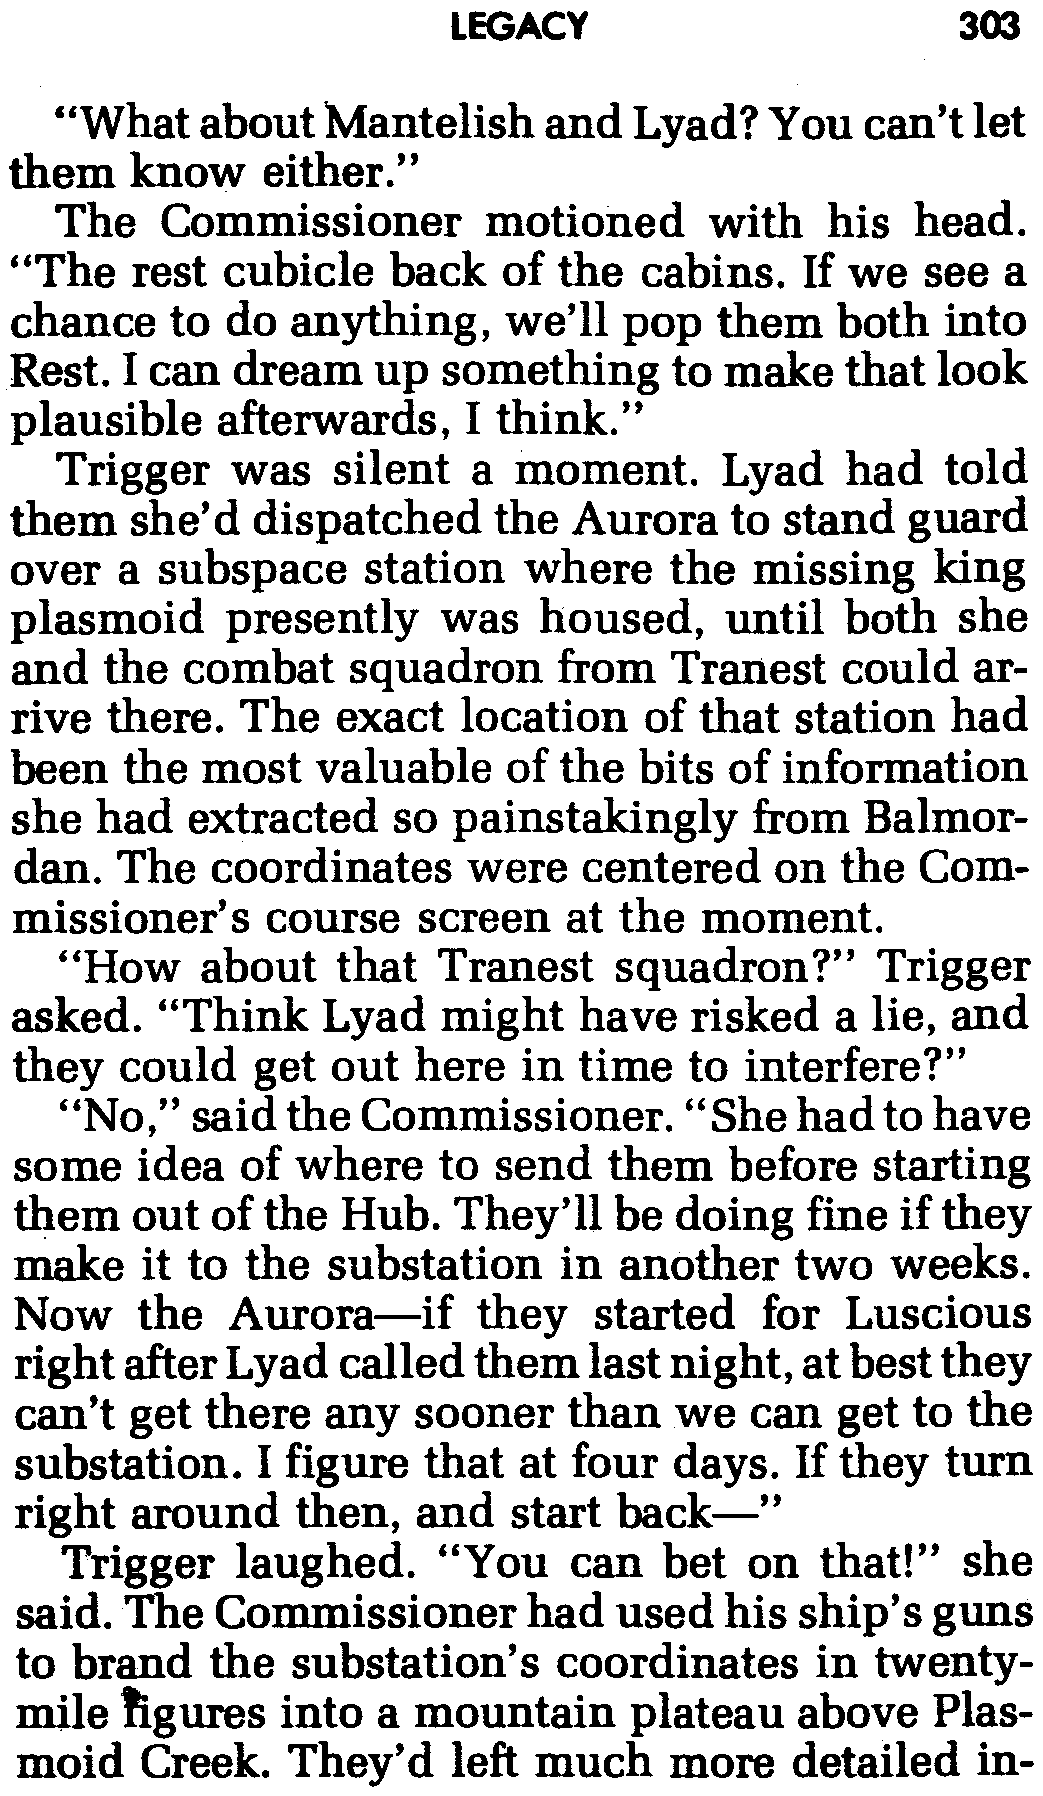 LEGACY 303
“What about Mantelish and Lyad? You can’t let
them know either.”
The Commissioner motioned with his head.
“The rest cubicle back of the cabins. If we see a
chance to do anything, we’ll pop them both into
Rest. I can dream up something to make that look
plausible afterwards, I think.”
Trigger was silent a moment. Lyad had told
them she’d dispatched the Aurora to stand guard
over a subspace station where the missing king
plasmoid presently was housed, until both she
and the combat squadron from Tranest could ar-
rive there. The exact location of that station had
been the most valuable of the bits of information
she had extracted so painstakingly from Balmor-
dan. The coordinates were centered on the Com-
missioner’s course screen at the moment.
“How about that Tranest squadron?” Trigger
asked. “Think Lyad might have risked a lie, and
they could get out here in time to interfere?”
“No,” said the Commissioner. “She had to have
some idea of where to send them before starting
them out of the Hub. They’ll be doing fine if they
make it to the substation in another two weeks.
Now the Aurora—if they started for Luscious
right after Lyad called them last night, at best they
can’t get there any sooner than we can get to the
substation. I figure that at four days. If they turn
right around then, and start back—”
Trigger laughed. “You can bet on that!” she
said. The Commissioner had used his ship’s guns
to brand the substation’s coordinates in twenty-
mile figures into a mountain plateau above Plas-
moid Creek. They’d left much more detailed in-